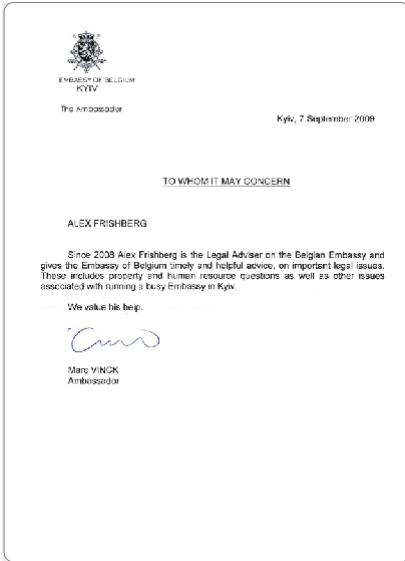 EMBASSY OF BELGIUM
KYIV
The Ambassador
Kyiv, 7 September 2009
TO WHOM IT MAY CONCERN
ALEX FRISHBERG
Since 2008 Alex Frishberg is the Legal Adviser on the Belgian Embassy and
gives the Embassy of Belgium timely and helpful advice, on important legal issues.
These includes property and human resource questions as well as other issues
associated with running a busy Embassy in Kyiv.
We value his help.
Marc VINCK
Ambassador